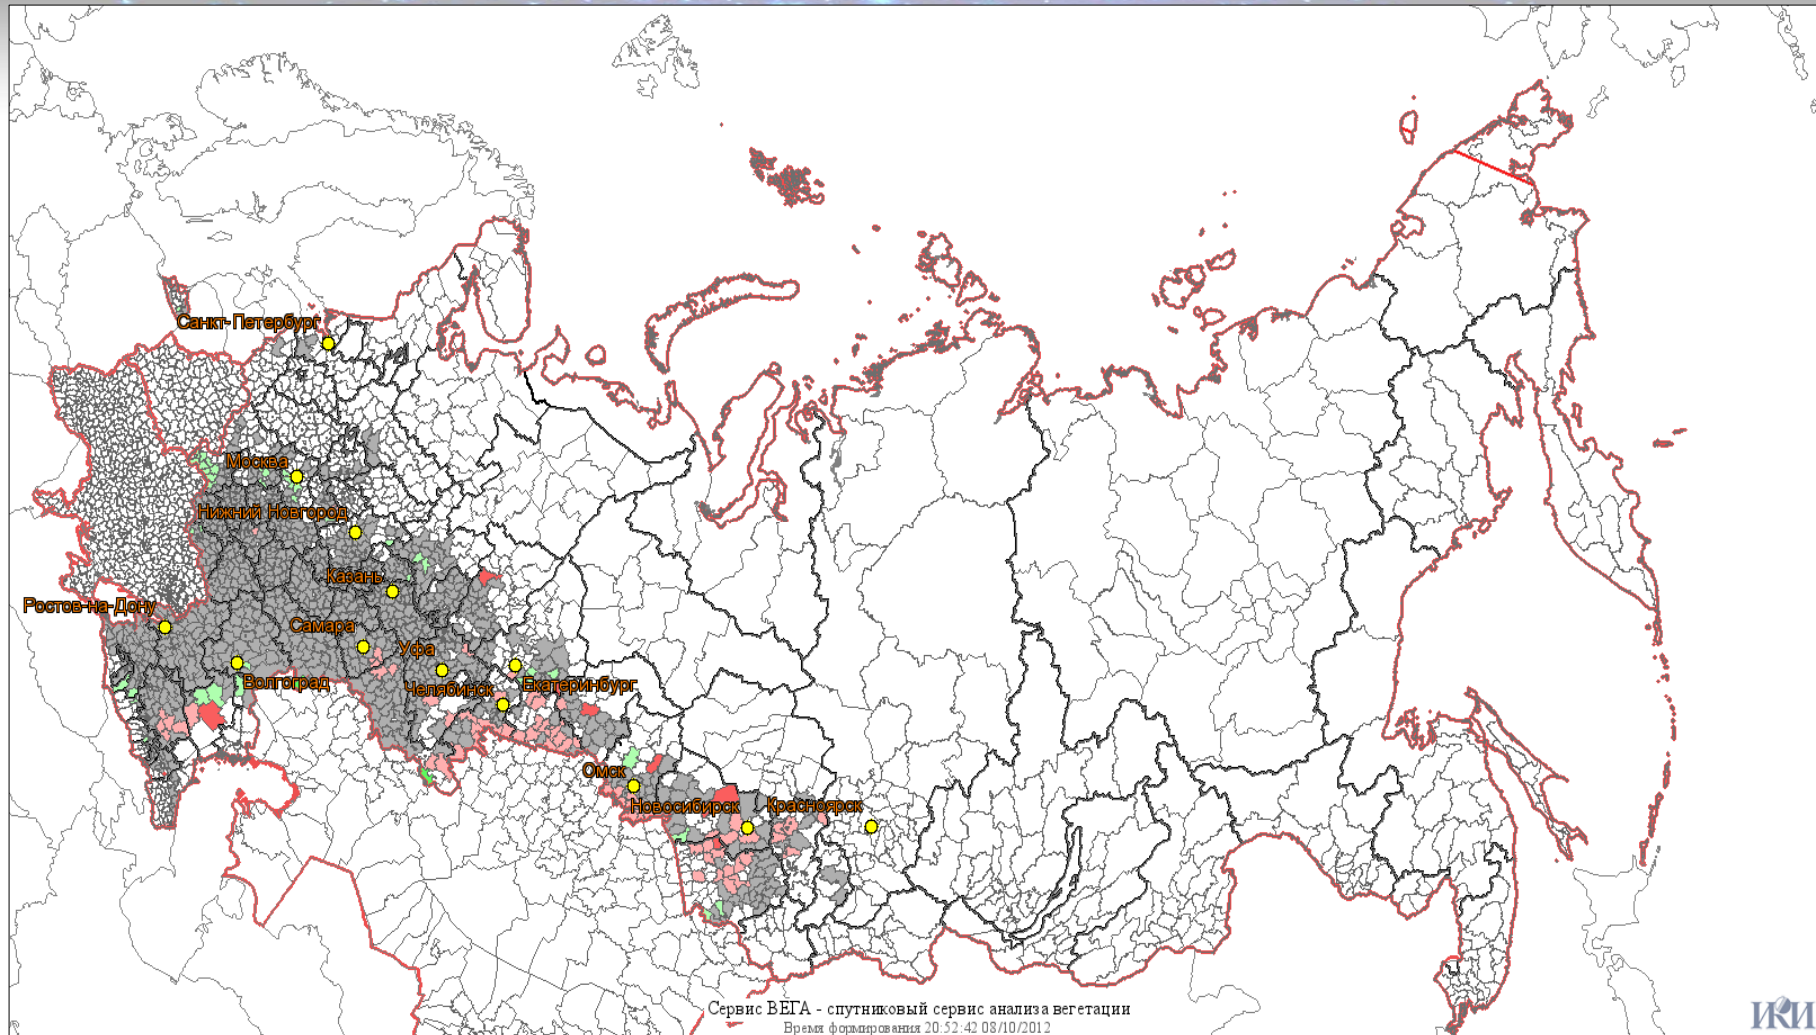 Санкт-Петербург
Москва
Нижний Новгород
Казань
Ростов-на-Дону
Самара
Уфа
Волгоград
Челябинск
Екатеринбург
Омск
Новосибирск
Красноярск
Сервис ВЕГА - спутниковый сервис анализа вегетации
Время формирования 20:52:42 08/10/2012
ИКИ